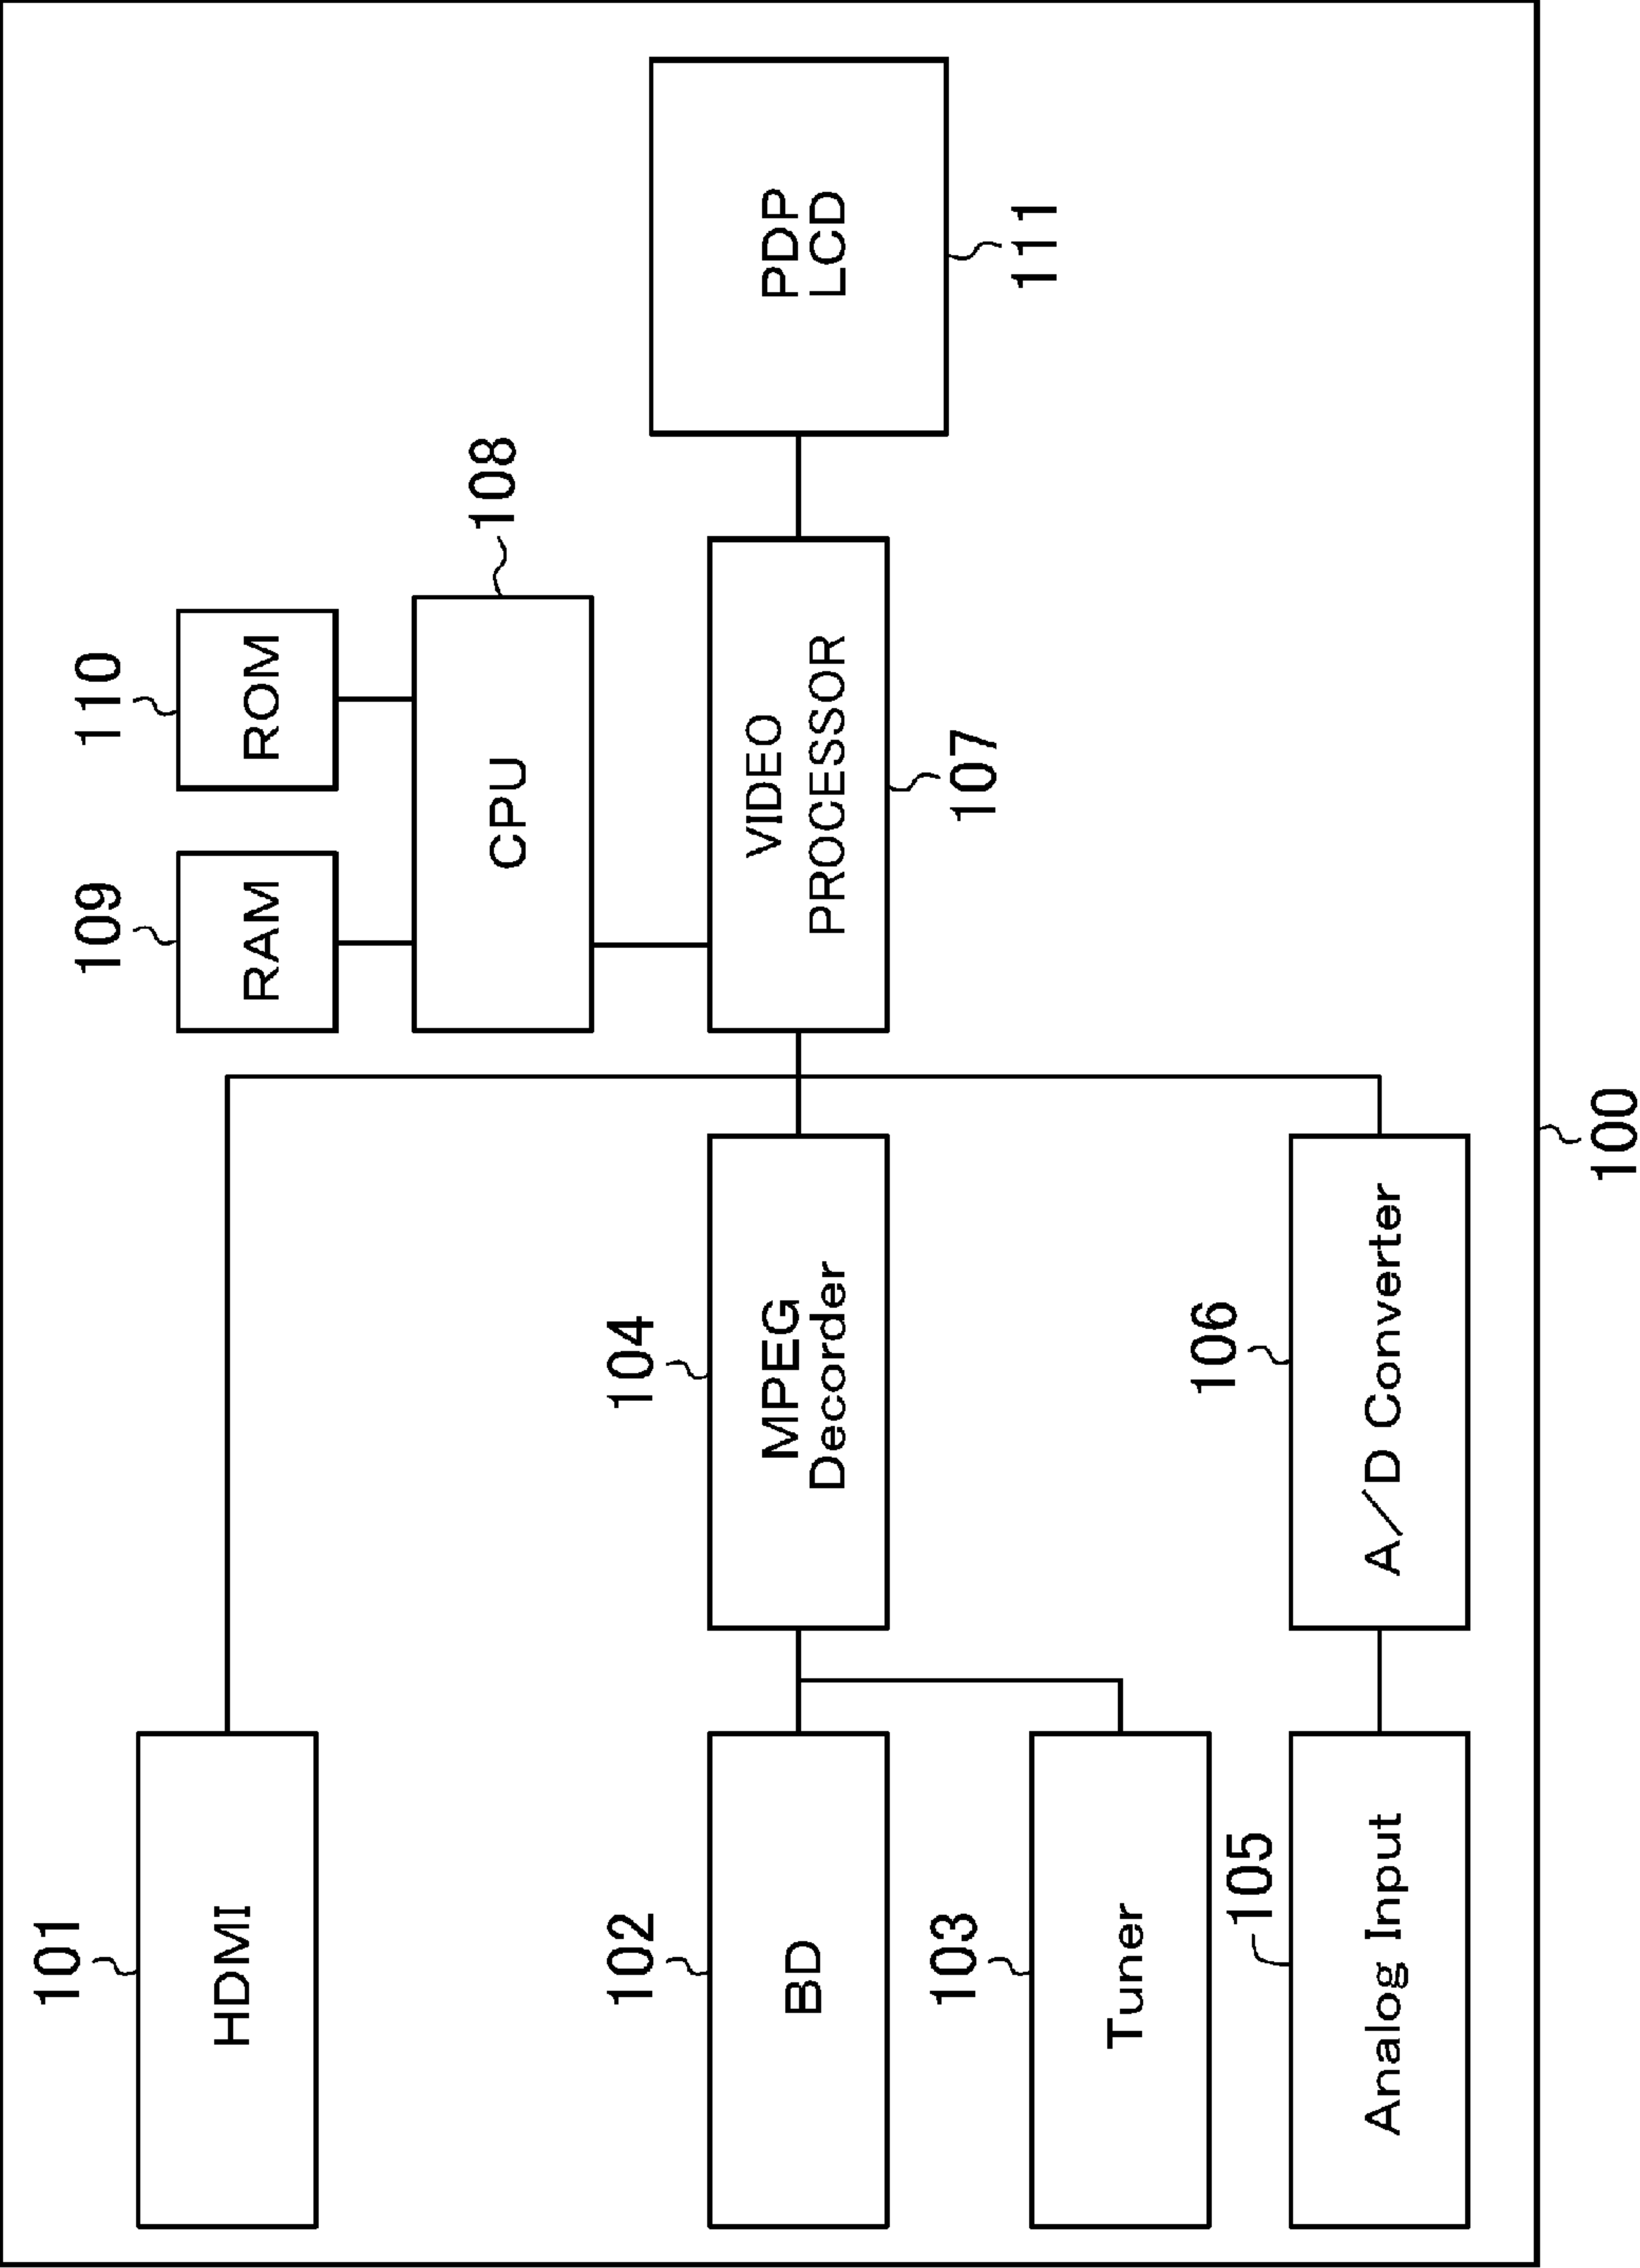 101
HDMI
102
BD
103
Tuner
105
Analog Input
104
MPEG
Decorder
106
A/D Converter
109
RAM
110
ROM
108
CPU
VIDEO
PROCESSOR
107
PDP
LCD
111
100